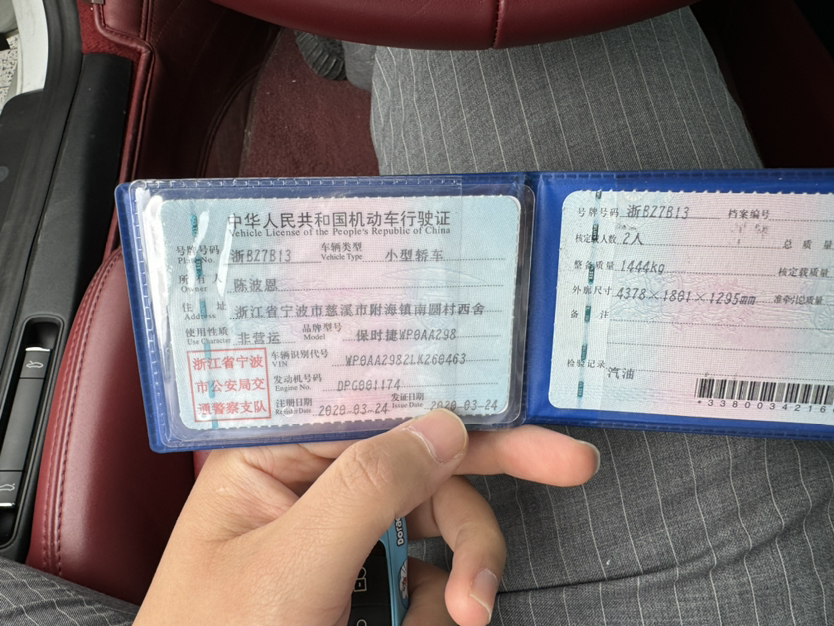 中华人民共和国机动车行驶证
Vehicle License of the People's Republic of China
号牌号码 浙BZ7B13 车辆类型 小型轿车
Plate No. Vehicle Type
所有人 陈波恩
Owner
住址 浙江省宁波市慈溪市附海镇南圆村西舍
Address
使用性质 非营运 品牌型号 保时捷WP0AA298
Use Character Model
车辆识别代号 WP0AA2982LK260463
VIN
发动机号码 DPG001174
Engine No.
注册日期 2020-03-24 发证日期 2020-03-24
Register Date Issue Date
浙江省宁波
市公安局交
通警察支队
号牌号码 浙BZ7B13 档案编号
核定载人数 2人 总质量
整备质量 1444kg 核定载质量
外廓尺寸 4378×1801×1295mm 准牵引总质量
备注
检验记录
汽油
*33800342161
Dora